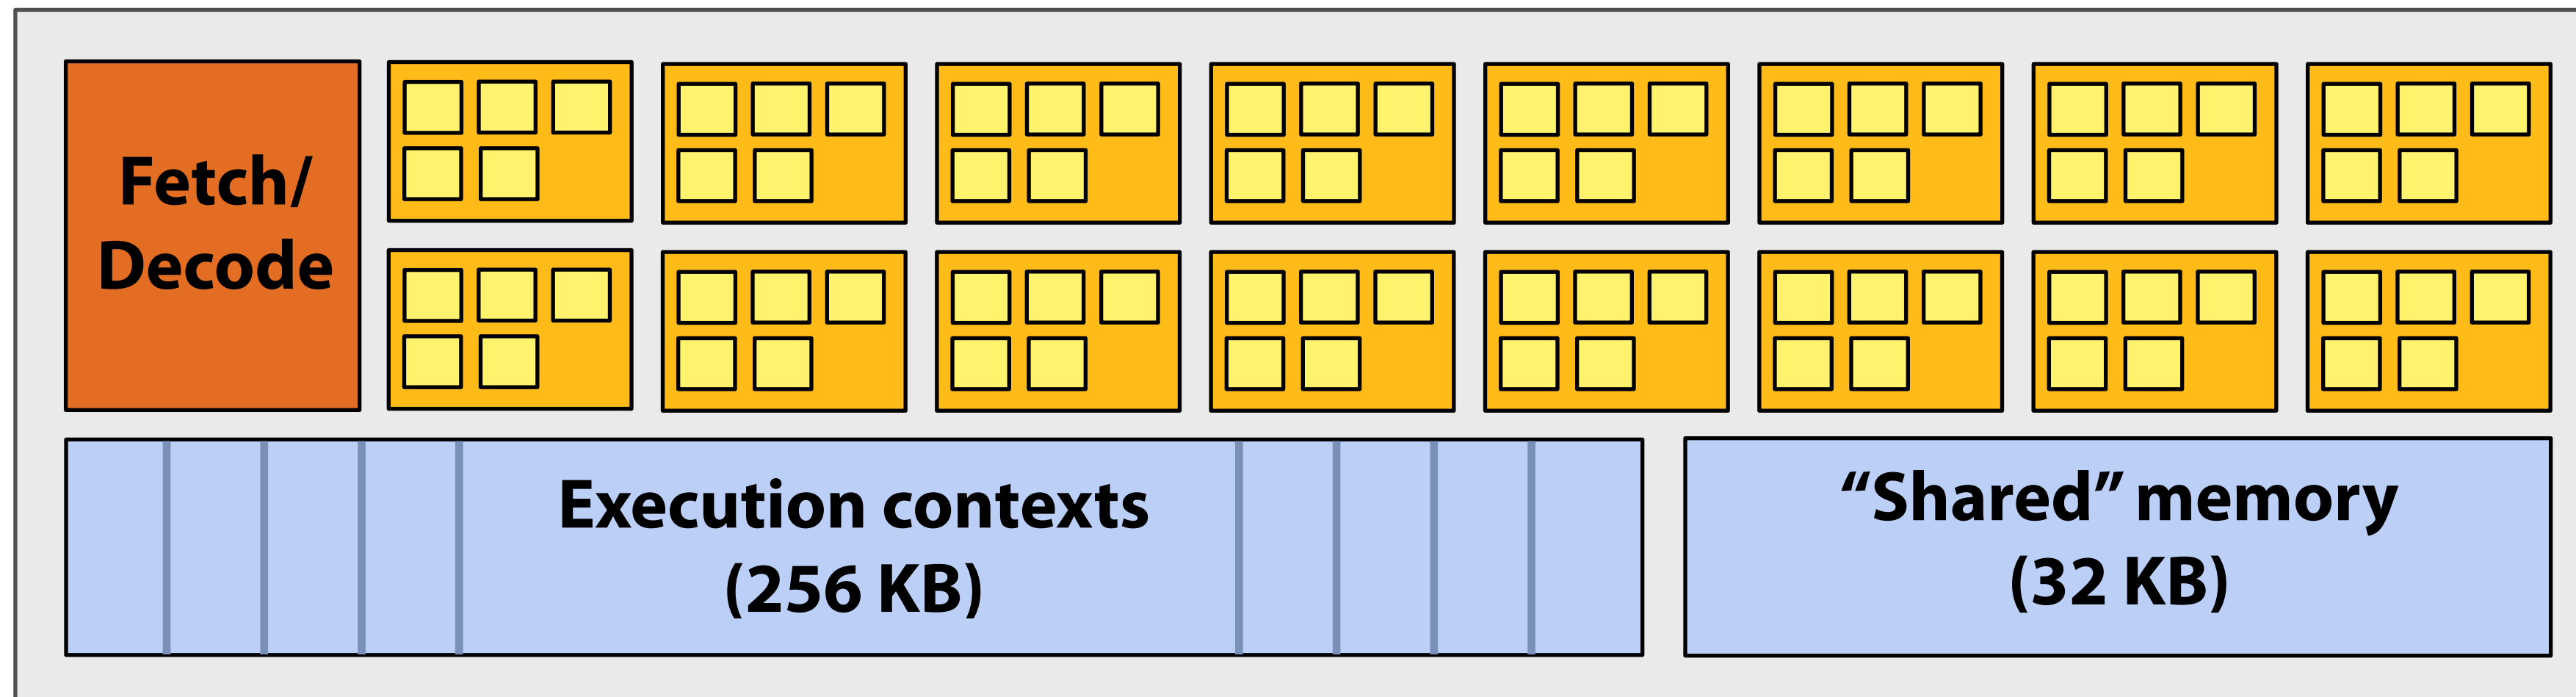 Fetch/
Decode
Execution contexts
(256 KB)
“Shared” memory
(32 KB)